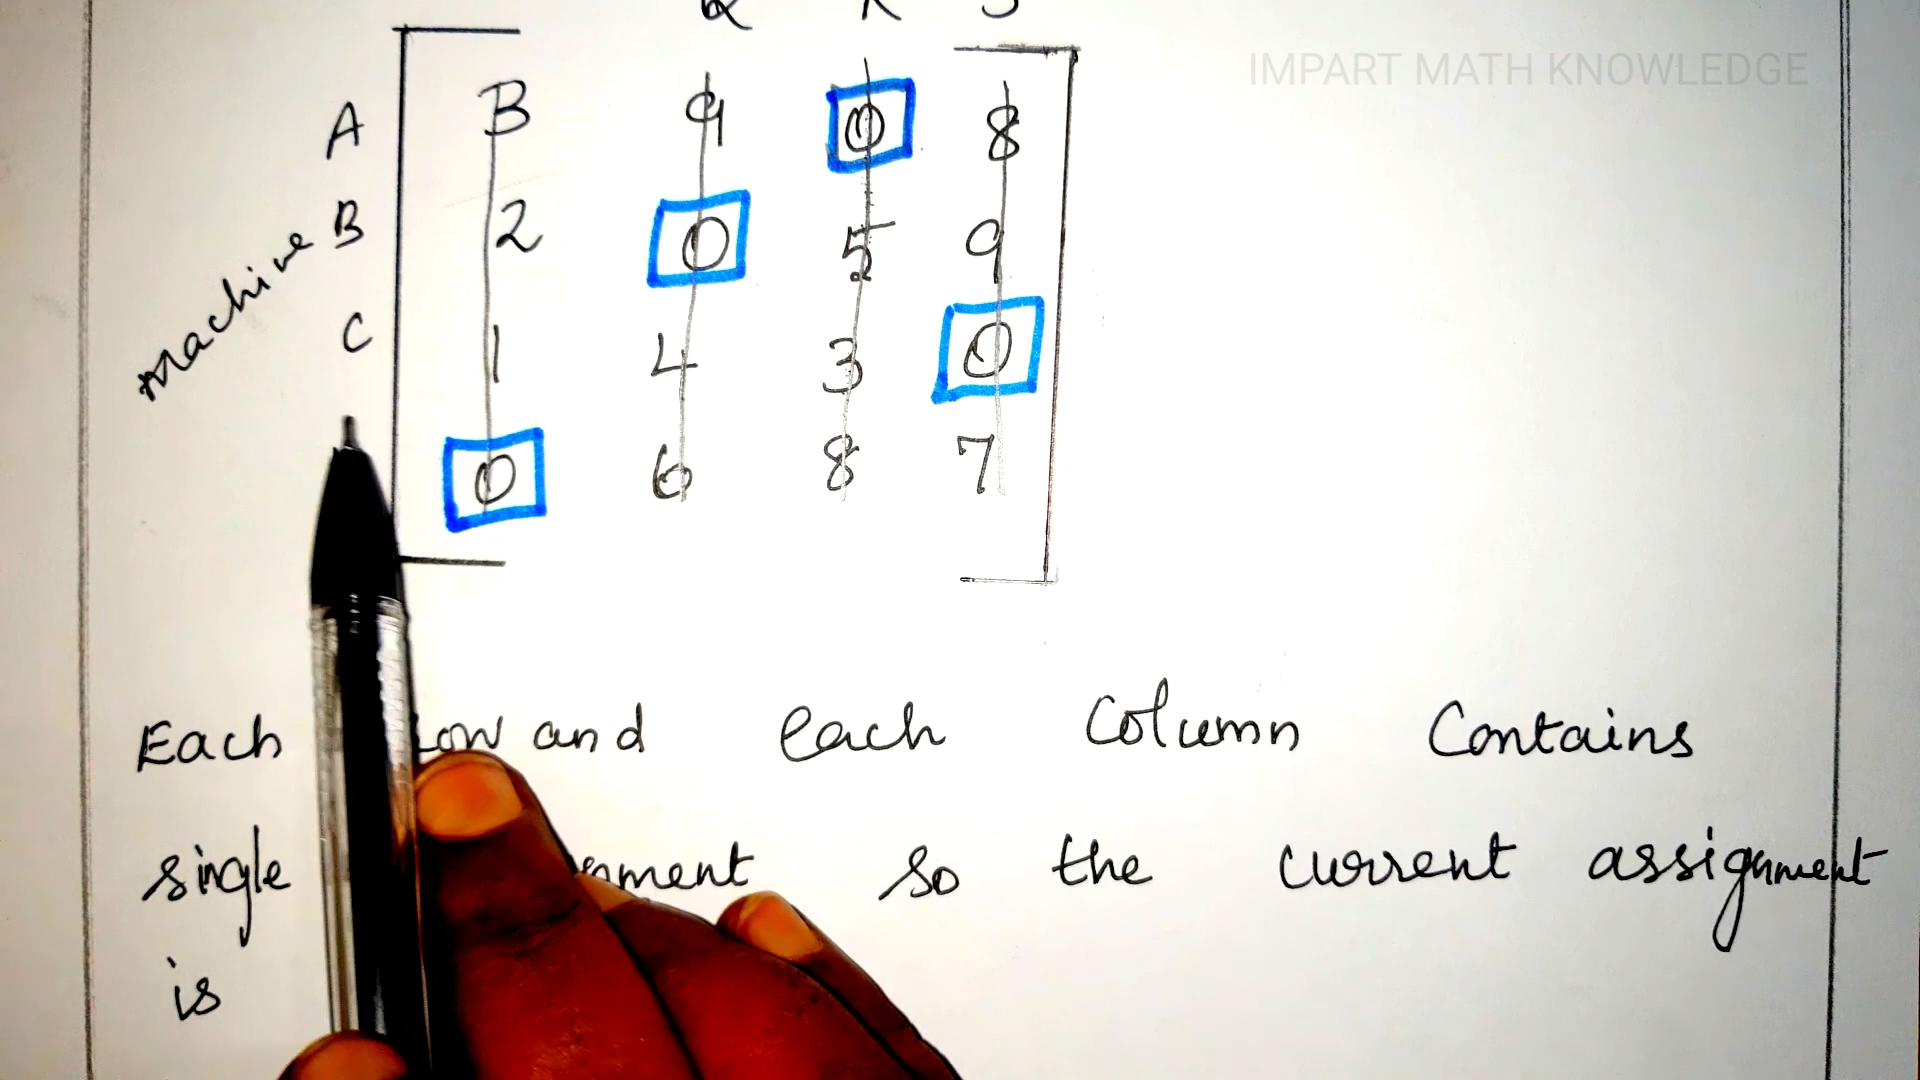 IMPART MATH KNOWLEDGE
A 3 9 0 8
machine
B 2 0 5 9
C 1 4 3 0
0 6 8 7
Each and each column Contains
single so the current assignment
is